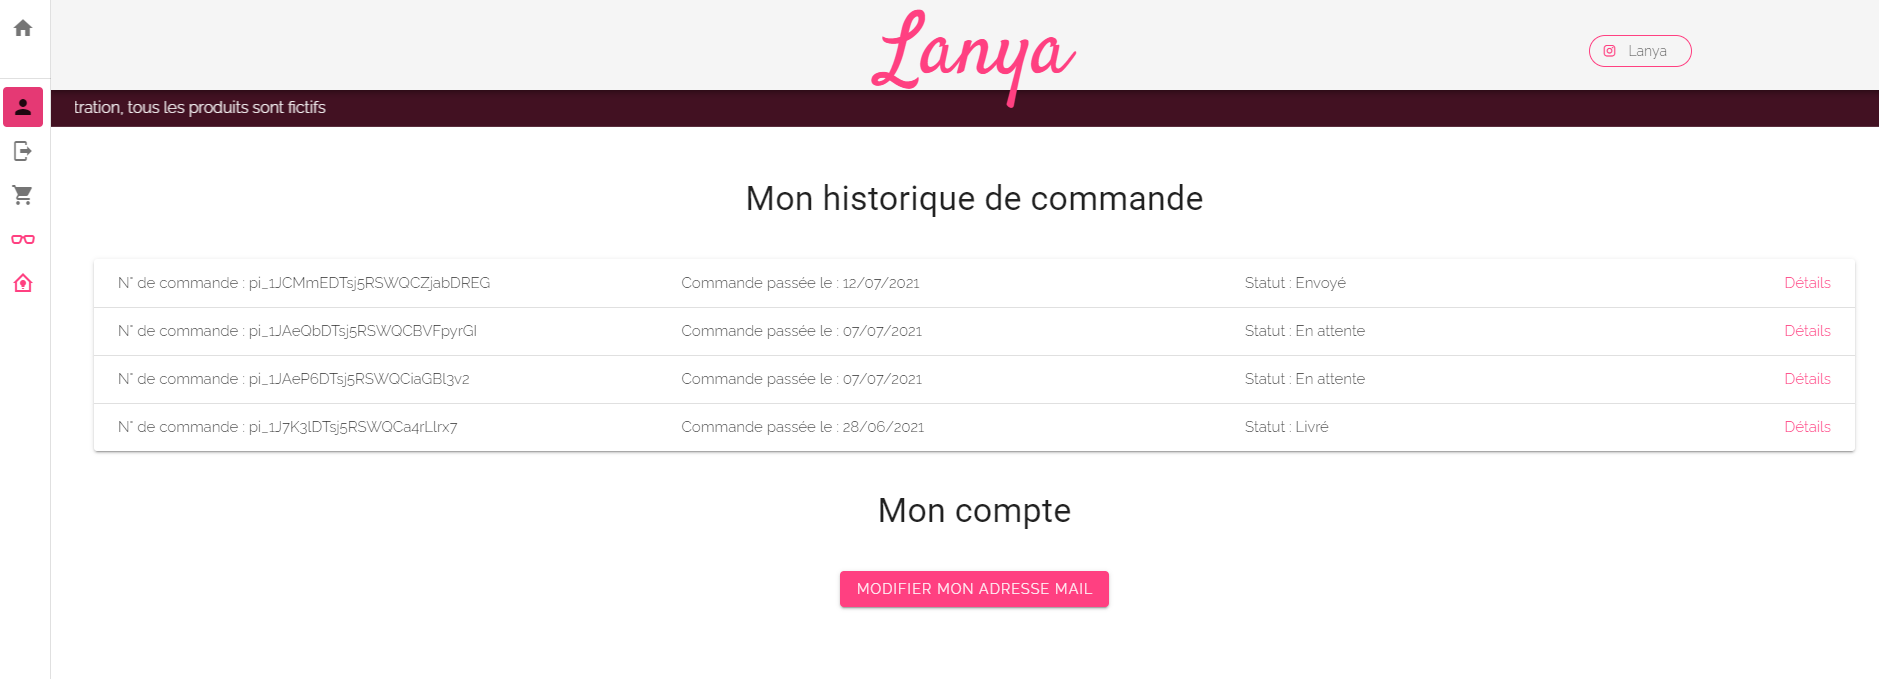 Lanya
Lanya
tration, tous les produits sont fictifs
Mon historique de commande
N° de commande : pi_1JCMmEDTsj5RSWQCZjabDREG Commande passée le : 12/07/2021 Statut : Envoyé Détails
N° de commande : pi_1JAeQbDTsj5RSWQCBVFpyrGI Commande passée le : 07/07/2021 Statut : En attente Détails
N° de commande : pi_1JAeP6DTsj5RSWQCiaGBl3v2 Commande passée le : 07/07/2021 Statut : En attente Détails
N° de commande : pi_1J7K3lDTsj5RSWQCa4rLlrx7 Commande passée le : 28/06/2021 Statut : Livré Détails
Mon compte
MODIFIER MON ADRESSE MAIL